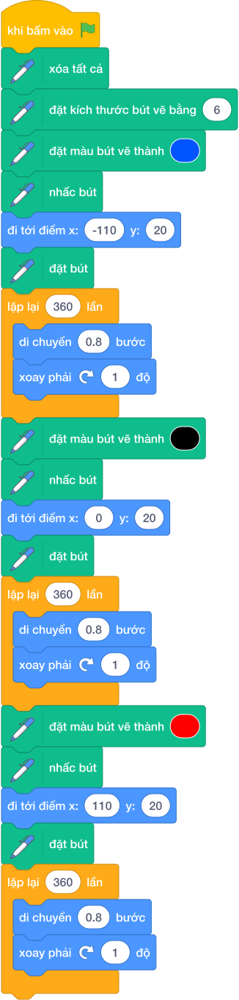 khi bấm vào
xóa tất cả
đặt kích thước bút vẽ bằng 6
đặt màu bút vẽ thành
nhấc bút
đi tới điểm x: -110 y: 20
đặt bút
lặp lại 360 lần
di chuyển 0.8 bước
xoay phải 1 độ
đặt màu bút vẽ thành
nhấc bút
đi tới điểm x: 0 y: 20
đặt bút
lặp lại 360 lần
di chuyển 0.8 bước
xoay phải 1 độ
đặt màu bút vẽ thành
nhấc bút
đi tới điểm x: 110 y: 20
đặt bút
lặp lại 360 lần
di chuyển 0.8 bước
xoay phải 1 độ